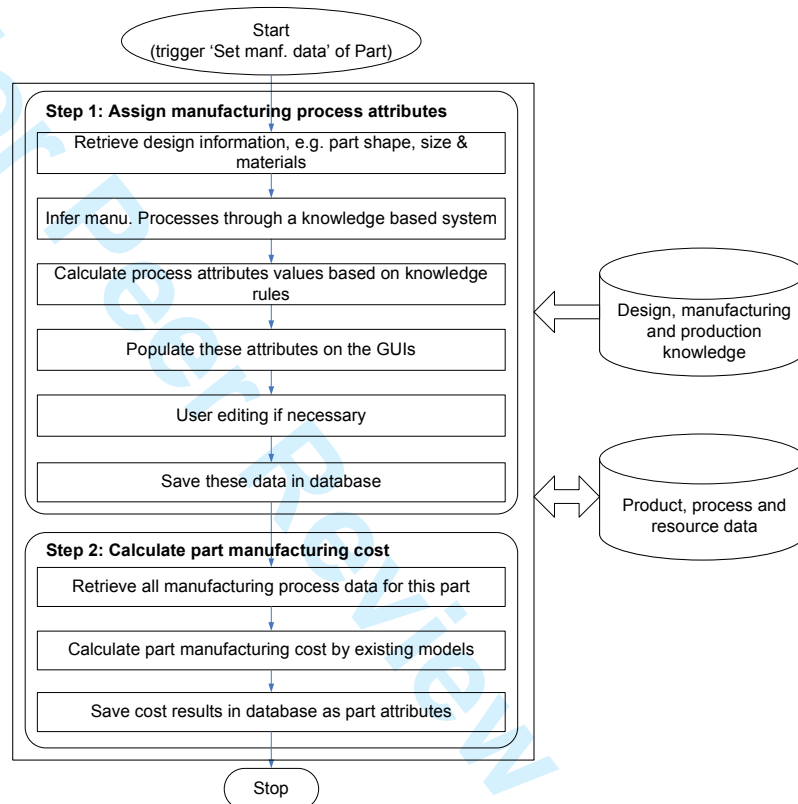 Start
(trigger ‘Set manf. data’ of Part)
Step 1: Assign manufacturing process attributes
Retrieve design information, e.g. part shape, size &
materials
Infer manu. Processes through a knowledge based system
Calculate process attributes values based on knowledge
rules
Populate these attributes on the GUIs
User editing if necessary
Save these data in database
Design, manufacturing
and production
knowledge
Product, process and
resource data
Step 2: Calculate part manufacturing cost
Retrieve all manufacturing process data for this part
Calculate part manufacturing cost by existing models
Save cost results in database as part attributes
Stop
or Peer Review